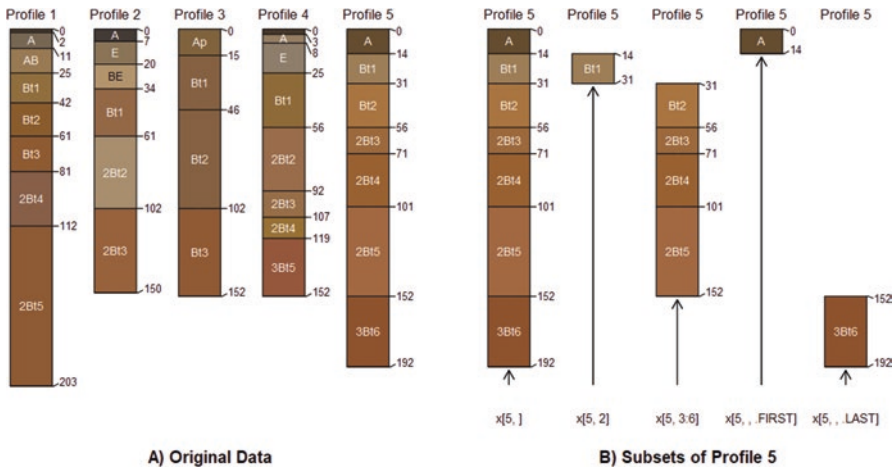 Profile 1
Profile 2
Profile 3
Profile 4
Profile 5
0
A
2
11
AB
25
Bt1
42
Bt2
61
Bt3
81
2Bt4
112
2Bt5
203
0
A
7
E
20
BE
34
Bt1
61
2Bt2
102
2Bt3
150
0
Ap
15
Bt1
46
Bt2
102
Bt3
152
0
A
3
8
E
25
Bt1
56
2Bt2
92
2Bt3
107
2Bt4
119
3Bt5
152
0
A
14
Bt1
31
Bt2
56
2Bt3
71
2Bt4
101
2Bt5
152
3Bt6
192
A) Original Data
Profile 5
Profile 5
Profile 5
Profile 5
Profile 5
0
A
14
Bt1
31
Bt2
56
2Bt3
71
2Bt4
101
2Bt5
152
3Bt6
192
14
Bt1
31
31
Bt2
56
2Bt3
71
2Bt4
101
2Bt5
152
0
A
14
152
3Bt6
192
x[5, ]
x[5, 2]
x[5, 3:6]
x[5, , .FIRST]
x[5, , .LAST]
B) Subsets of Profile 5